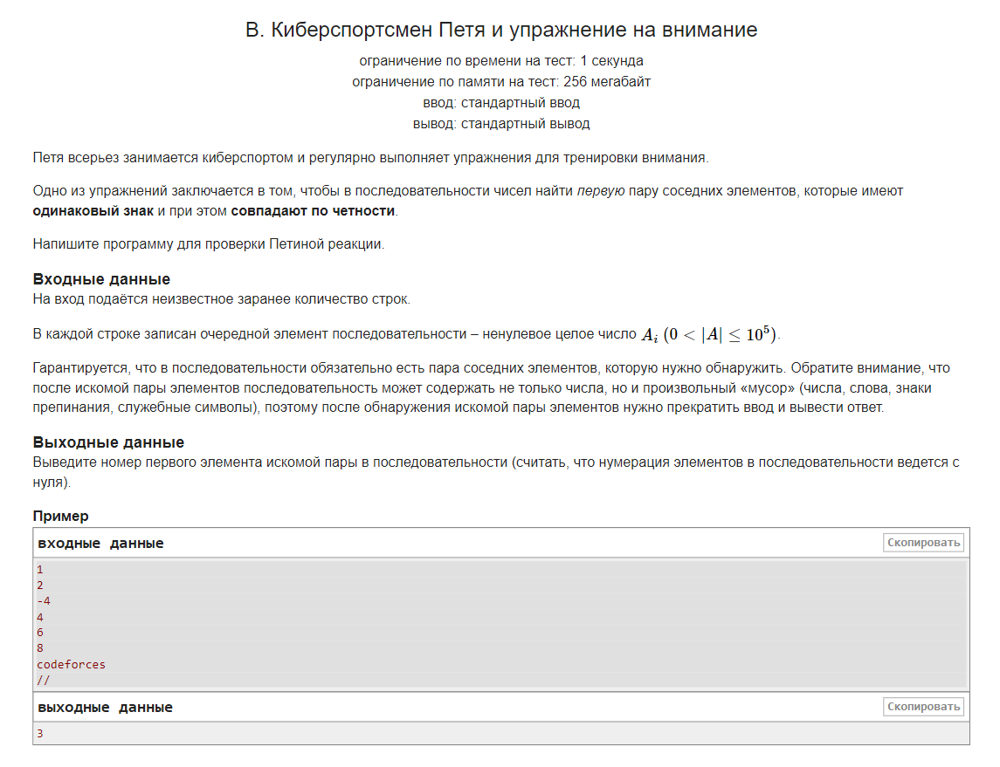 В. Киберспортсмен Петя и упражнение на внимание
ограничение по времени на тест: 1 секунда
ограничение по памяти на тест: 256 мегабайт
ввод: стандартный ввод
вывод: стандартный вывод
Петя всерьез занимается киберспортом и регулярно выполняет упражнения для тренировки внимания.
Одно из упражнений заключается в том, чтобы в последовательности чисел найти первую пару соседних элементов, которые имеют
одинаковый знак и при этом совпадают по четности.
Напишите программу для проверки Петиной реакции.
Входные данные
На вход подаётся неизвестное заранее количество строк.
В каждой строке записан очередной элемент последовательности – ненулевое целое число A_i (0 < |A| ≤ 10^5).
Гарантируется, что в последовательности обязательно есть пара соседних элементов, которую нужно обнаружить. Обратите внимание, что
после искомой пары элементов последовательность может содержать не только числа, но и произвольный «мусор» (числа, слова, знаки
препинания, служебные символы), поэтому после обнаружения искомой пары элементов нужно прекратить ввод и вывести ответ.
Выходные данные
Выведите номер первого элемента искомой пары в последовательности (считать, что нумерация элементов в последовательности ведется с
нуля).
Пример
входные данные
Скопировать
1
2
-4
4
6
8
codeforces
//
выходные данные
Скопировать
3